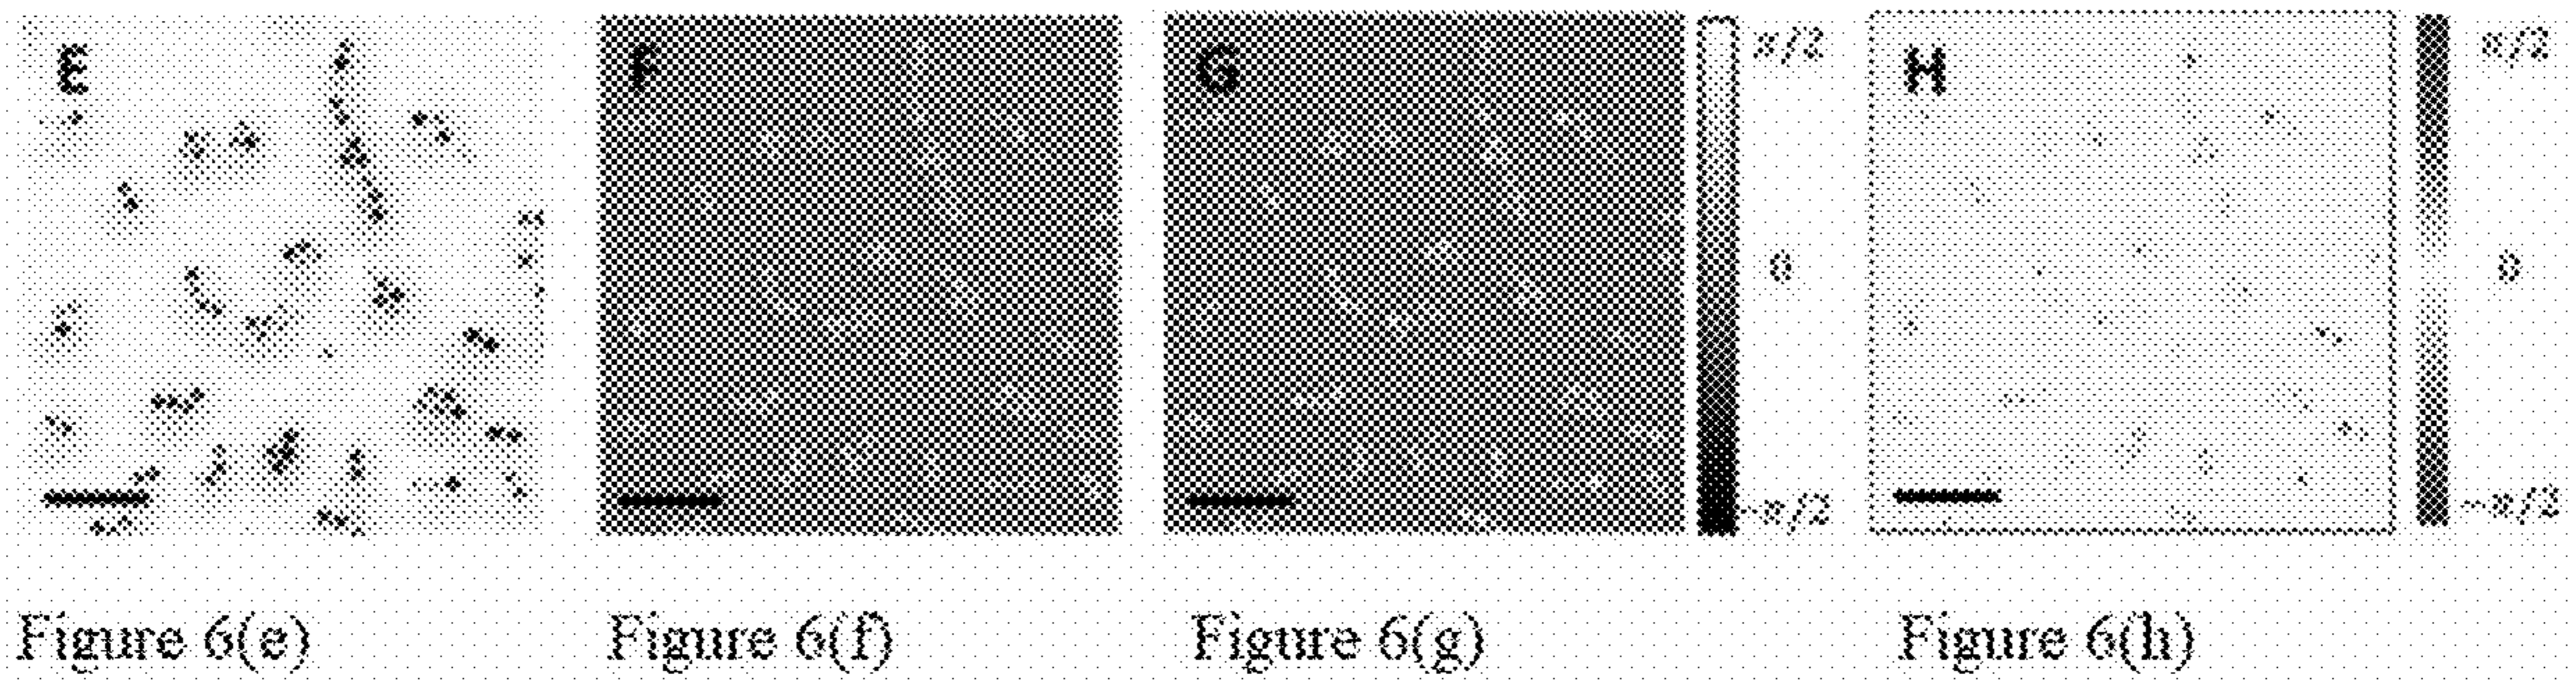 E F G H
π/2 π/2
0 0
-π/2 -π/2
Figure 6(e) Figure 6(f) Figure 6(g) Figure 6(h)